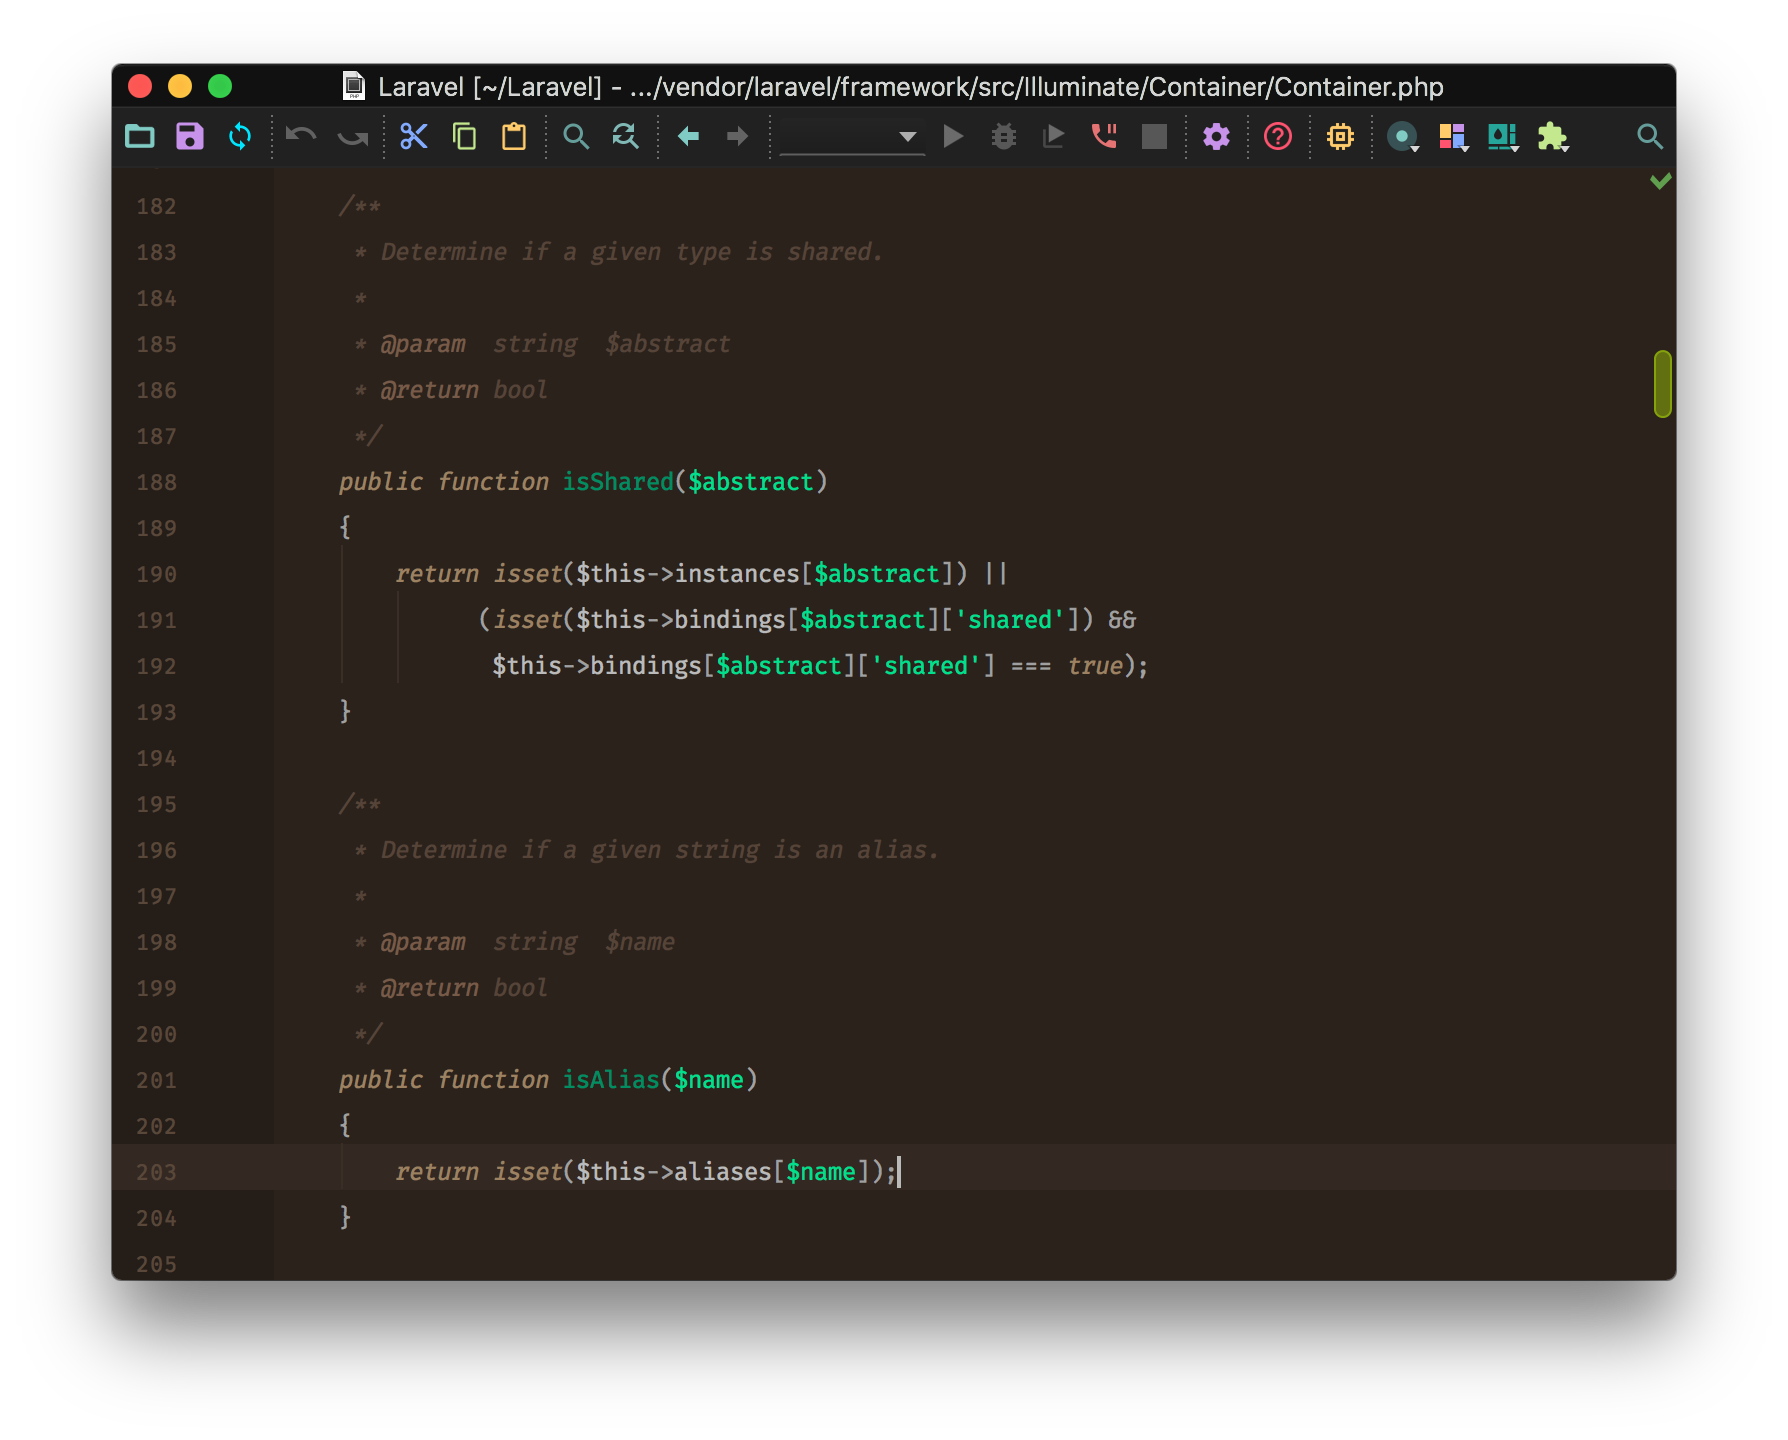 Laravel [~/Laravel] - .../vendor/laravel/framework/src/Illuminate/Container/Container.php
182 /**
183 * Determine if a given type is shared.
184 *
185 * @param  string  $abstract
186 * @return bool
187 */
188 public function isShared($abstract)
189 {
190 return isset($this->instances[$abstract]) ||
191 (isset($this->bindings[$abstract]['shared']) &&
192 $this->bindings[$abstract]['shared'] === true);
193 }
194
195 /**
196 * Determine if a given string is an alias.
197 *
198 * @param  string  $name
199 * @return bool
200 */
201 public function isAlias($name)
202 {
203 return isset($this->aliases[$name]);
204 }
205